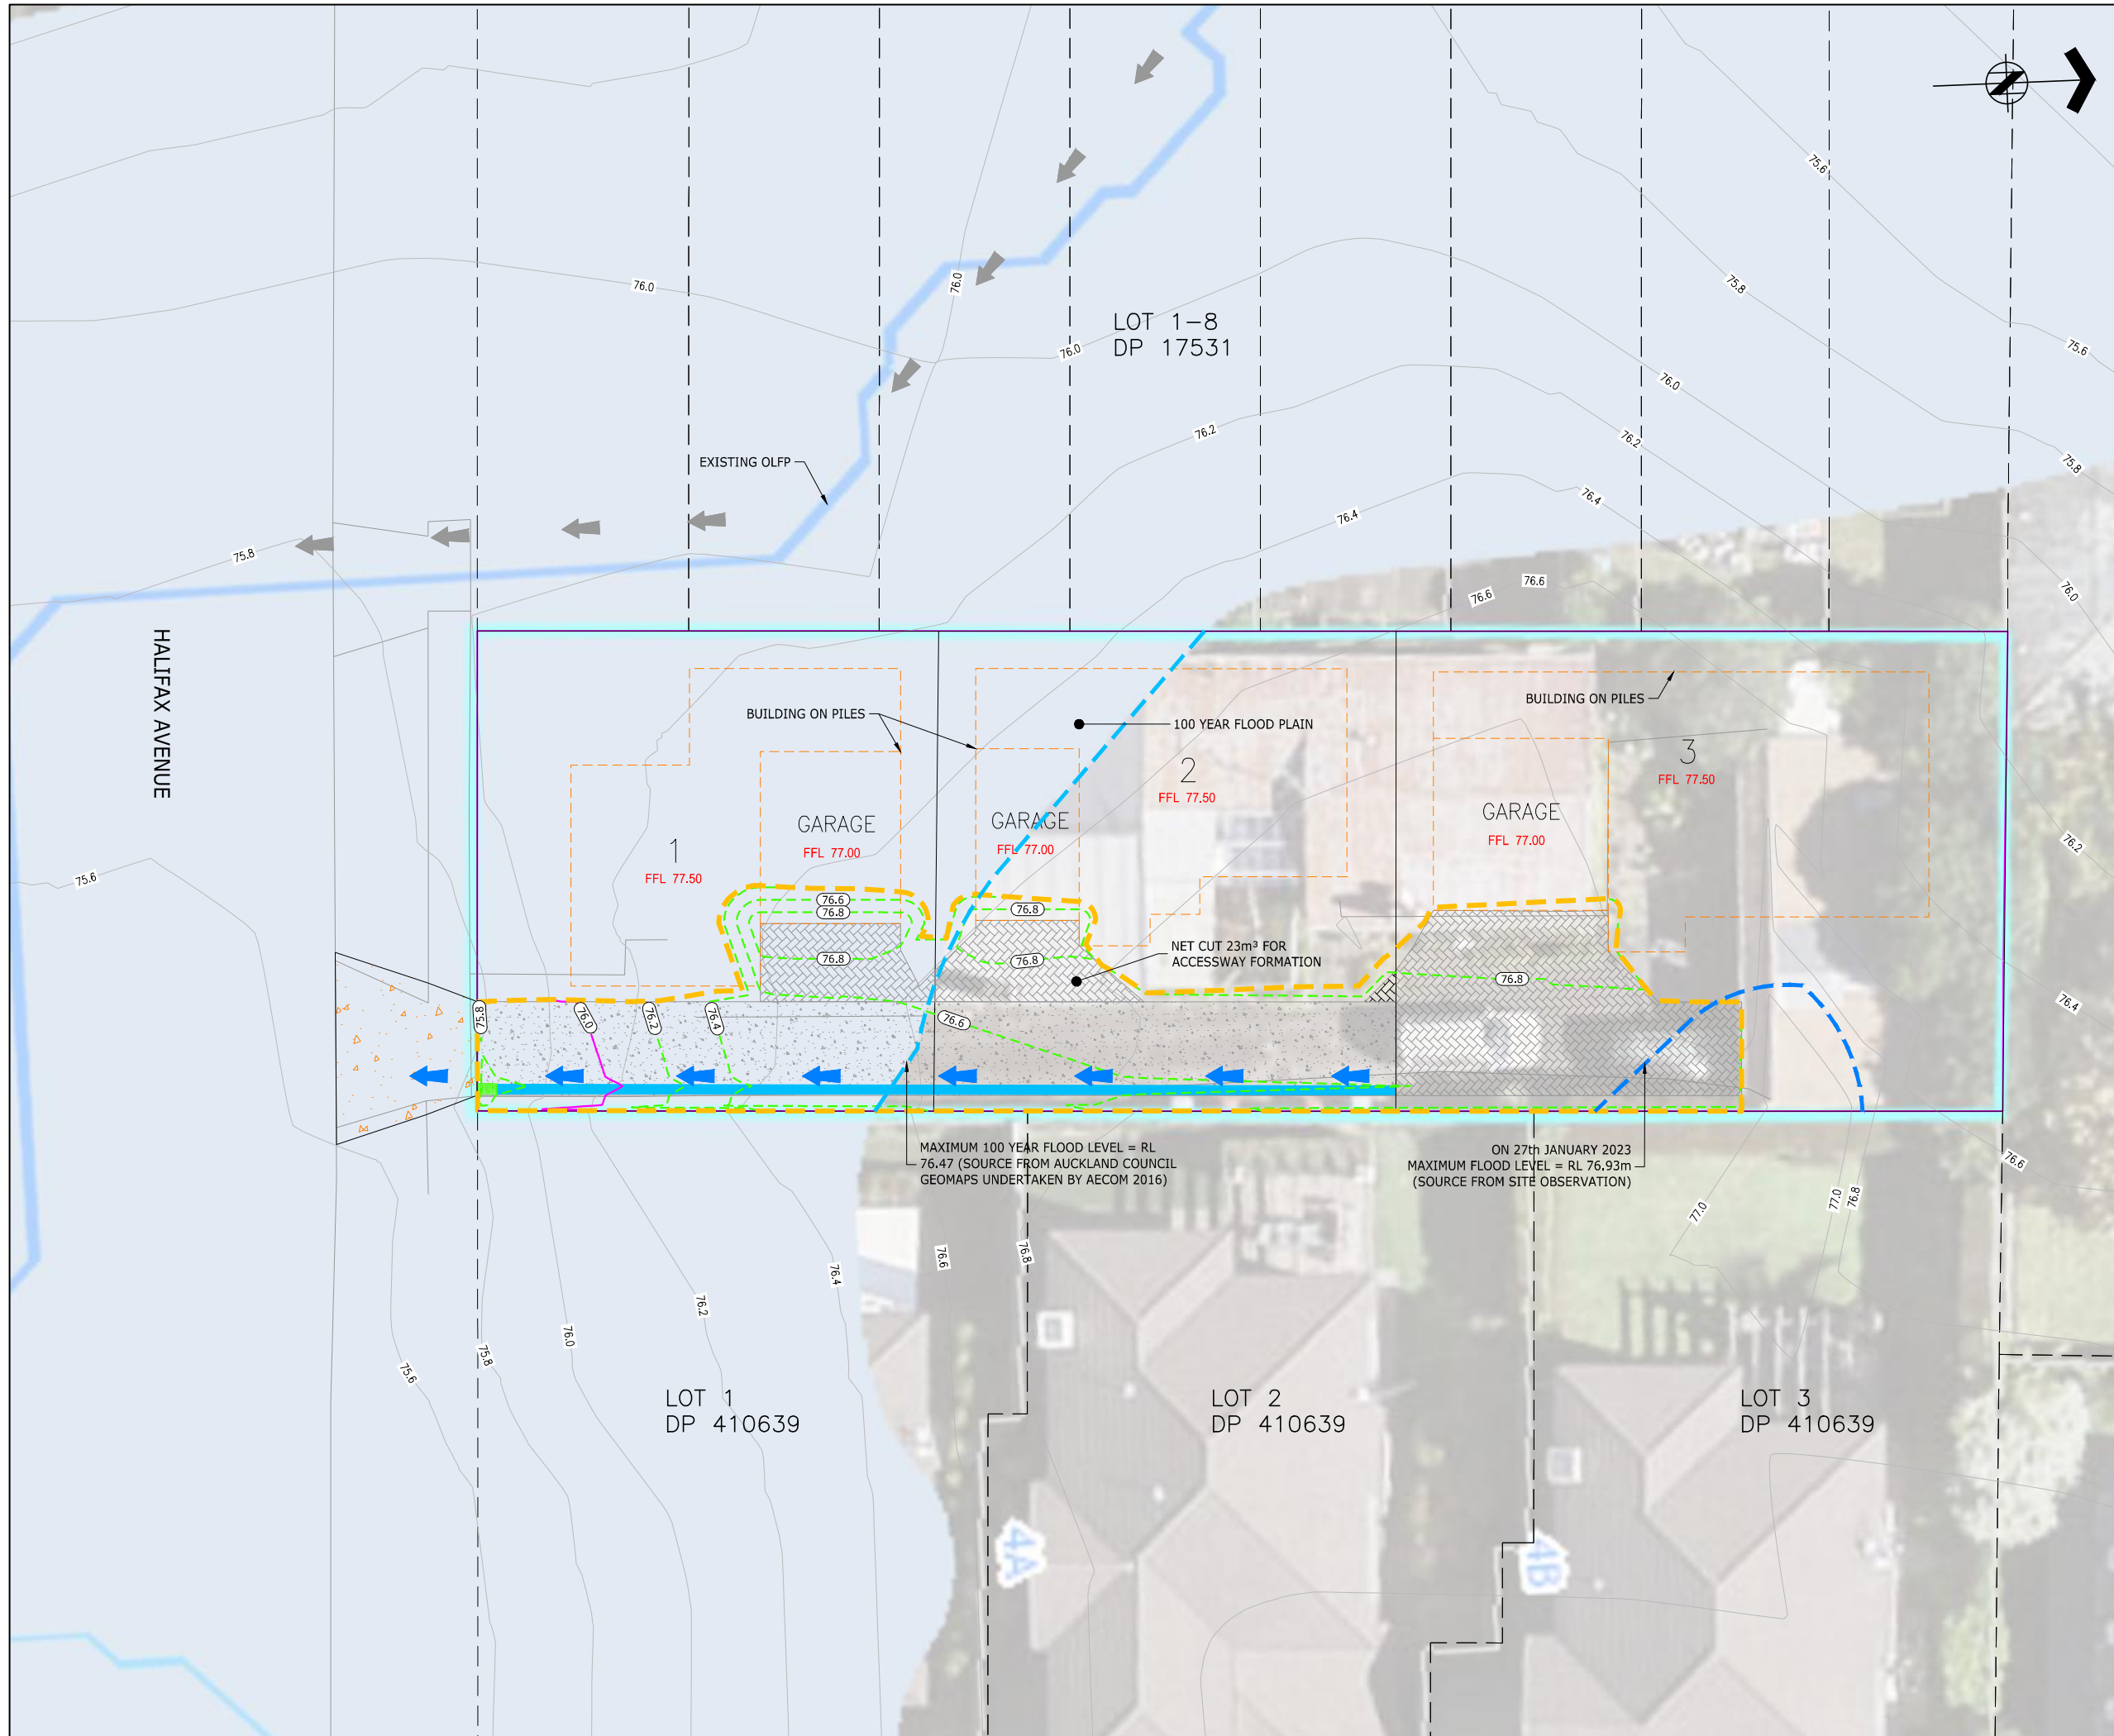 75.6
75.8
75.6
76.0
76.0
LOT 1-8
DP 17531
76.0
76.0
76.2
76.2
75.8
EXISTING OLFP
76.4
76.4
75.8
76.6
76.6
76.0
HALIFAX AVENUE
BUILDING ON PILES
100 YEAR FLOOD PLAIN
BUILDING ON PILES
2
FFL 77.50
3
FFL 77.50
GARAGE
FFL 77.00
GARAGE
FFL 77.00
GARAGE
FFL 77.00
1
FFL 77.50
75.6
76.2
76.6
76.8
76.8
76.8
76.8
NET CUT 23m³ FOR
ACCESSWAY FORMATION
76.8
76.4
75.8
76.0
76.2
76.4
76.6
MAXIMUM 100 YEAR FLOOD LEVEL = RL
76.47 (SOURCE FROM AUCKLAND COUNCIL
GEOMAPS UNDERTAKEN BY AECOM 2016)
ON 27th JANUARY 2023
MAXIMUM FLOOD LEVEL = RL 76.93m
(SOURCE FROM SITE OBSERVATION)
76.6
77.0
77.0
76.8
76.6
76.8
76.4
76.2
76.0
75.8
75.6
LOT 1
DP 410639
LOT 2
DP 410639
LOT 3
DP 410639
4A
4B